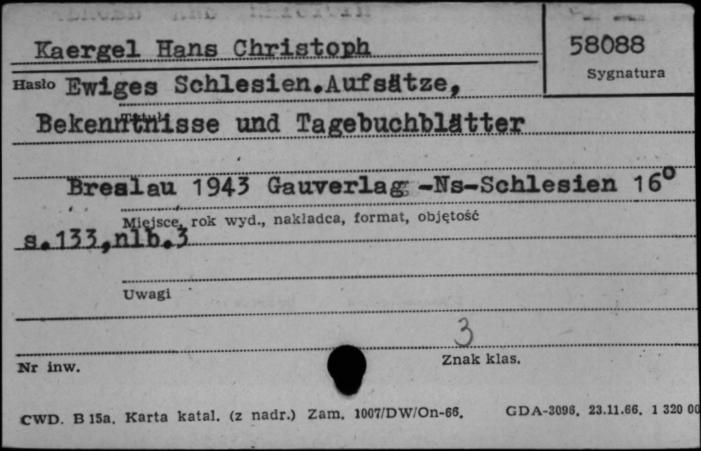 Kaergel Hans Christoph 58088
Sygnatura
Hasło Ewiges Schlesien.Aufsätze,
Bekenntnisse und Tagebuchblätter
Breslau 1943 Gauverlag -Ns-Schlesien 16°
Miejsce, rok wyd., nakładca, format, objętość
s.133,nlb.3
Uwagi
3
Nr inw. Znak klas.
CWD. B 15a. Karta katal. (z nadr.) Zam. 1007/DW/On-66. GDA-3098. 23.11.66. 1 320 00